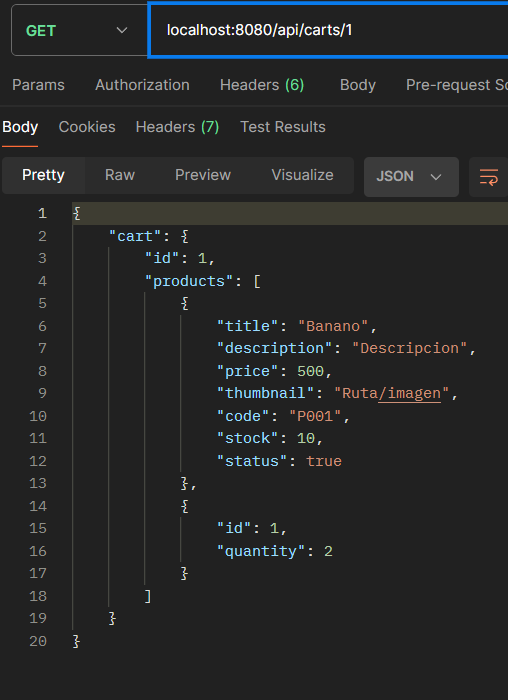 GET localhost:8080/api/carts/1
Params Authorization Headers (6) Body Pre-request Sc
Body Cookies Headers (7) Test Results
Pretty Raw Preview Visualize JSON
1 {
2 "cart": {
3 "id": 1,
4 "products": [
5 {
6 "title": "Banano",
7 "description": "Descripcion",
8 "price": 500,
9 "thumbnail": "Ruta/imagen",
10 "code": "P001",
11 "stock": 10,
12 "status": true
13 },
14 {
15 "id": 1,
16 "quantity": 2
17 }
18 ]
19 }
20 }